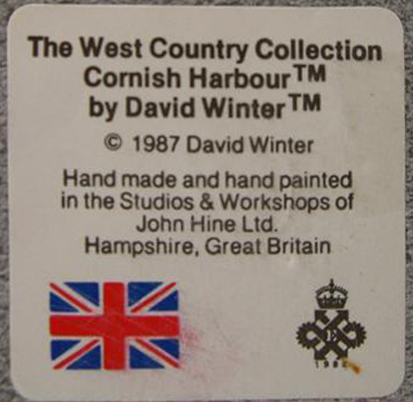 The West Country Collection
Cornish Harbour™
by David Winter™
© 1987 David Winter
Hand made and hand painted
in the Studios & Workshops of
John Hine Ltd.
Hampshire, Great Britain